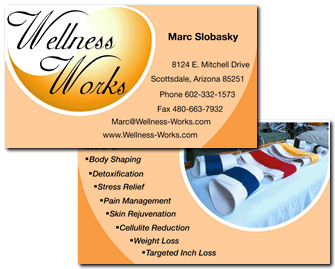 Wellness
Works
Marc Slobasky
8124 E. Mitchell Drive
Scottsdale, Arizona 85251
Phone 602-332-1573
Fax 480-663-7932
Marc@Wellness-Works.com
www.Wellness-Works.com
•Body Shaping
•Detoxification
•Stress Relief
•Pain Management
•Skin Rejuvenation
•Cellulite Reduction
•Weight Loss
•Targeted Inch Loss